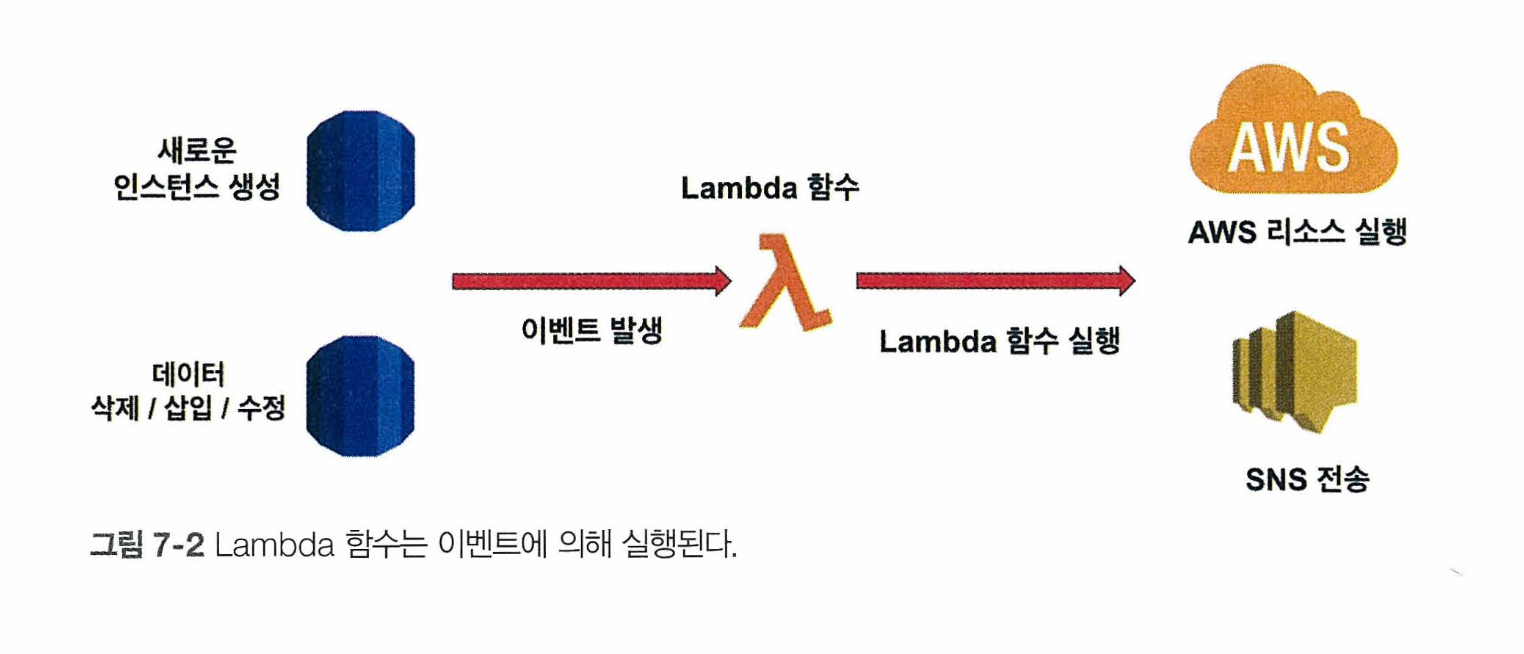 새로운
인스턴스 생성
데이터
삭제 / 삽입 / 수정
이벤트 발생
Lambda 함수
Lambda 함수 실행
AWS
AWS 리소스 실행
SNS 전송
그림 7-2 Lambda 함수는 이벤트에 의해 실행된다.